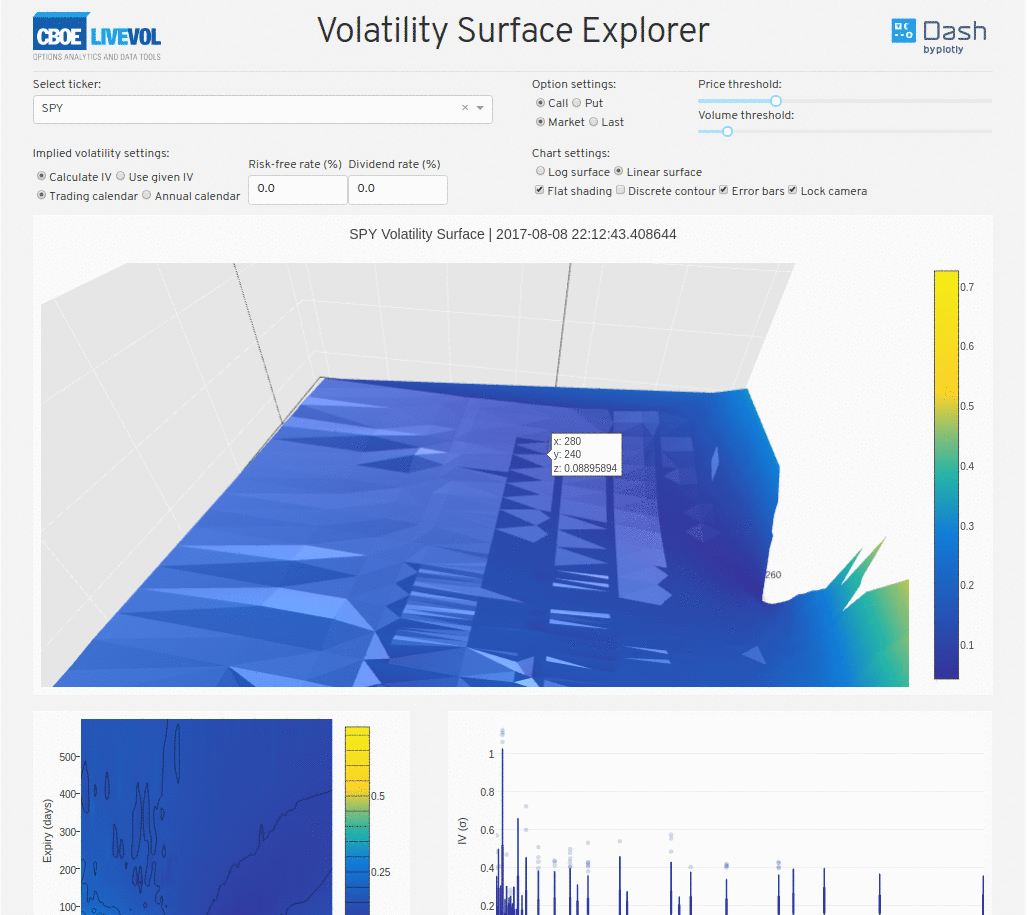 CBOE LIVEVOL
OPTIONS ANALYTICS AND DATA TOOLS
Volatility Surface Explorer
Dash
by plotly
Select ticker:
SPY
Option settings:
Call Put
Market Last
Price threshold:
Volume threshold:
Implied volatility settings:
Calculate IV Use given IV
Trading calendar Annual calendar
Risk-free rate (%) Dividend rate (%)
0.0 0.0
Chart settings:
Log surface Linear surface
Flat shading Discrete contour Error bars Lock camera
SPY Volatility Surface | 2017-08-08 22:12:43.408644
x: 280
y: 240
z: 0.08895894
260
0.7
0.6
0.5
0.4
0.3
0.2
0.1
Expiry (days)
500
400
300
200
100
0.5
0.25
IV (σ)
1
0.8
0.6
0.4
0.2